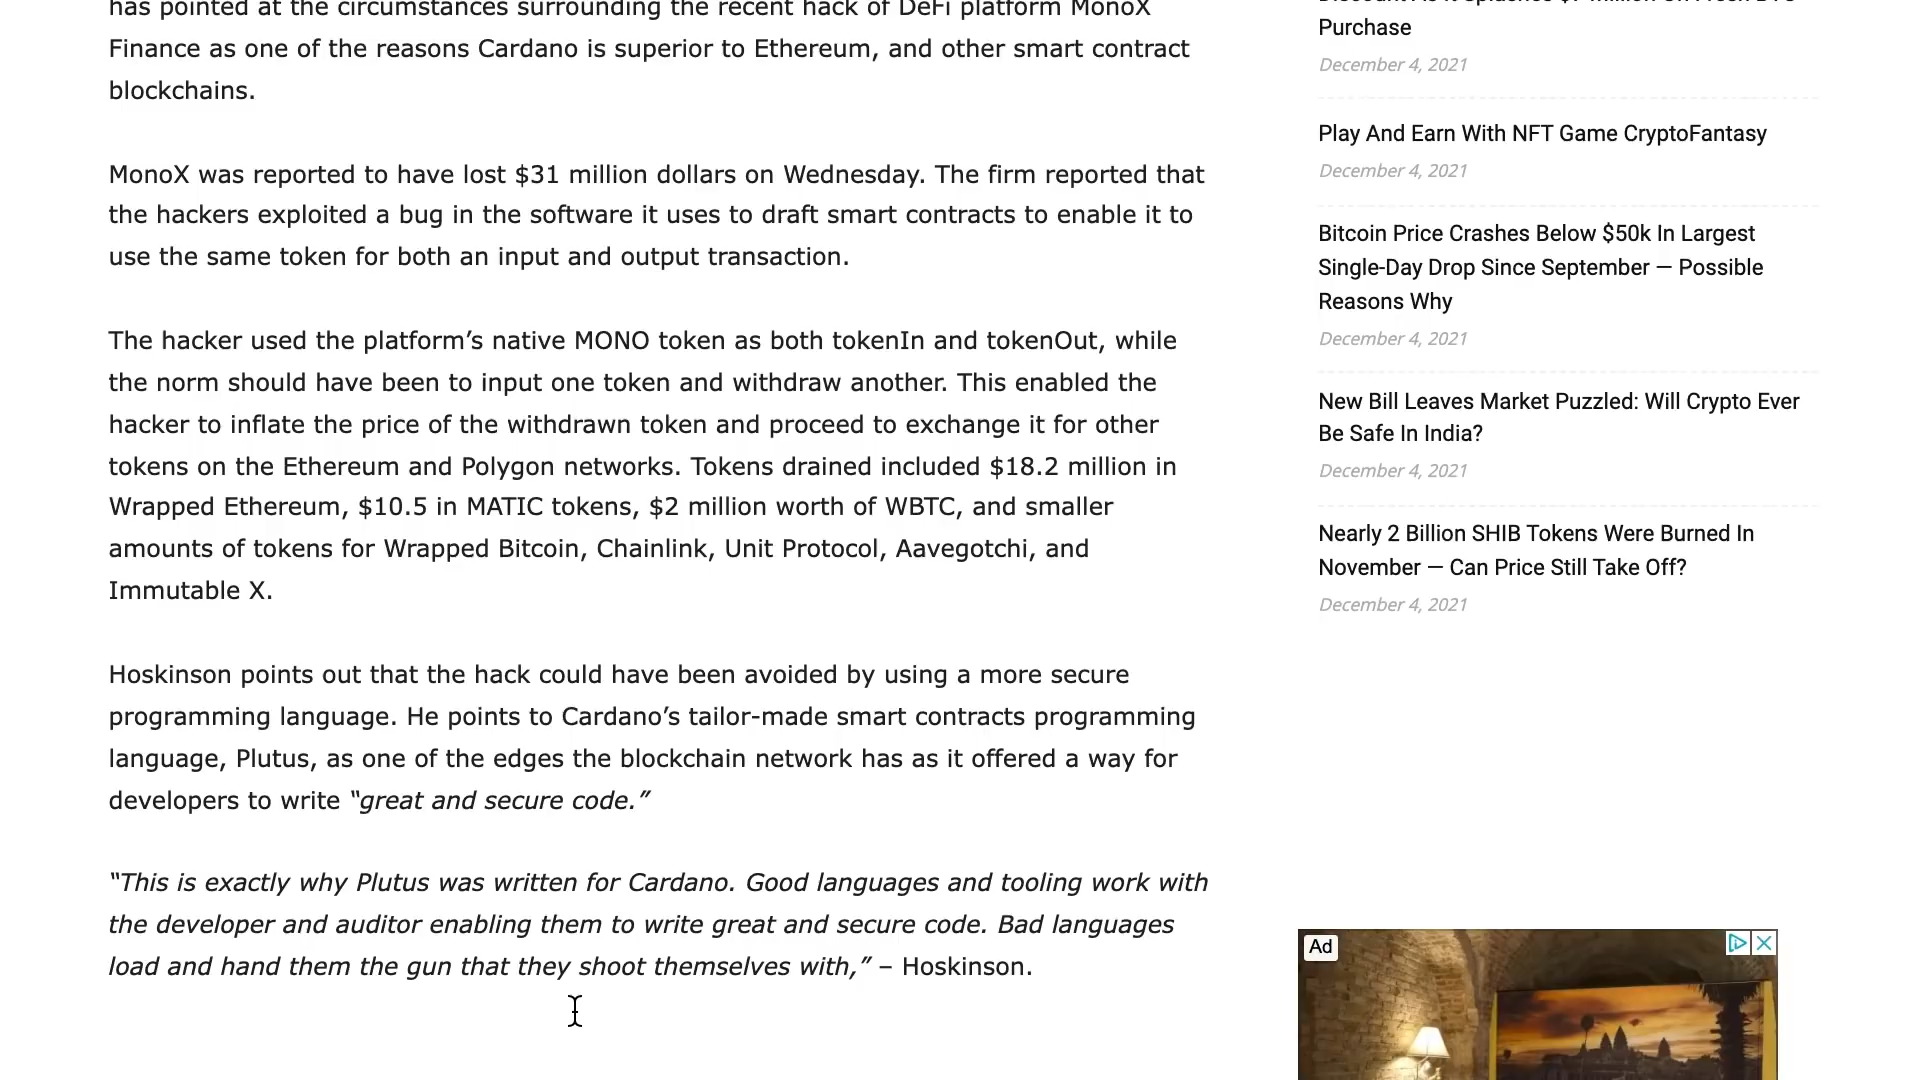 has pointed at the circumstances surrounding the recent hack of DeFi platform MonoX
Finance as one of the reasons Cardano is superior to Ethereum, and other smart contract
blockchains.
MonoX was reported to have lost $31 million dollars on Wednesday. The firm reported that
the hackers exploited a bug in the software it uses to draft smart contracts to enable it to
use the same token for both an input and output transaction.
The hacker used the platform’s native MONO token as both tokenIn and tokenOut, while
the norm should have been to input one token and withdraw another. This enabled the
hacker to inflate the price of the withdrawn token and proceed to exchange it for other
tokens on the Ethereum and Polygon networks. Tokens drained included $18.2 million in
Wrapped Ethereum, $10.5 in MATIC tokens, $2 million worth of WBTC, and smaller
amounts of tokens for Wrapped Bitcoin, Chainlink, Unit Protocol, Aavegotchi, and
Immutable X.
Hoskinson points out that the hack could have been avoided by using a more secure
programming language. He points to Cardano’s tailor-made smart contracts programming
language, Plutus, as one of the edges the blockchain network has as it offered a way for
developers to write “great and secure code.”
“This is exactly why Plutus was written for Cardano. Good languages and tooling work with
the developer and auditor enabling them to write great and secure code. Bad languages
load and hand them the gun that they shoot themselves with,” – Hoskinson.
Purchase
December 4, 2021
Play And Earn With NFT Game CryptoFantasy
December 4, 2021
Bitcoin Price Crashes Below $50k In Largest
Single-Day Drop Since September — Possible
Reasons Why
December 4, 2021
New Bill Leaves Market Puzzled: Will Crypto Ever
Be Safe In India?
December 4, 2021
Nearly 2 Billion SHIB Tokens Were Burned In
November — Can Price Still Take Off?
December 4, 2021
Ad